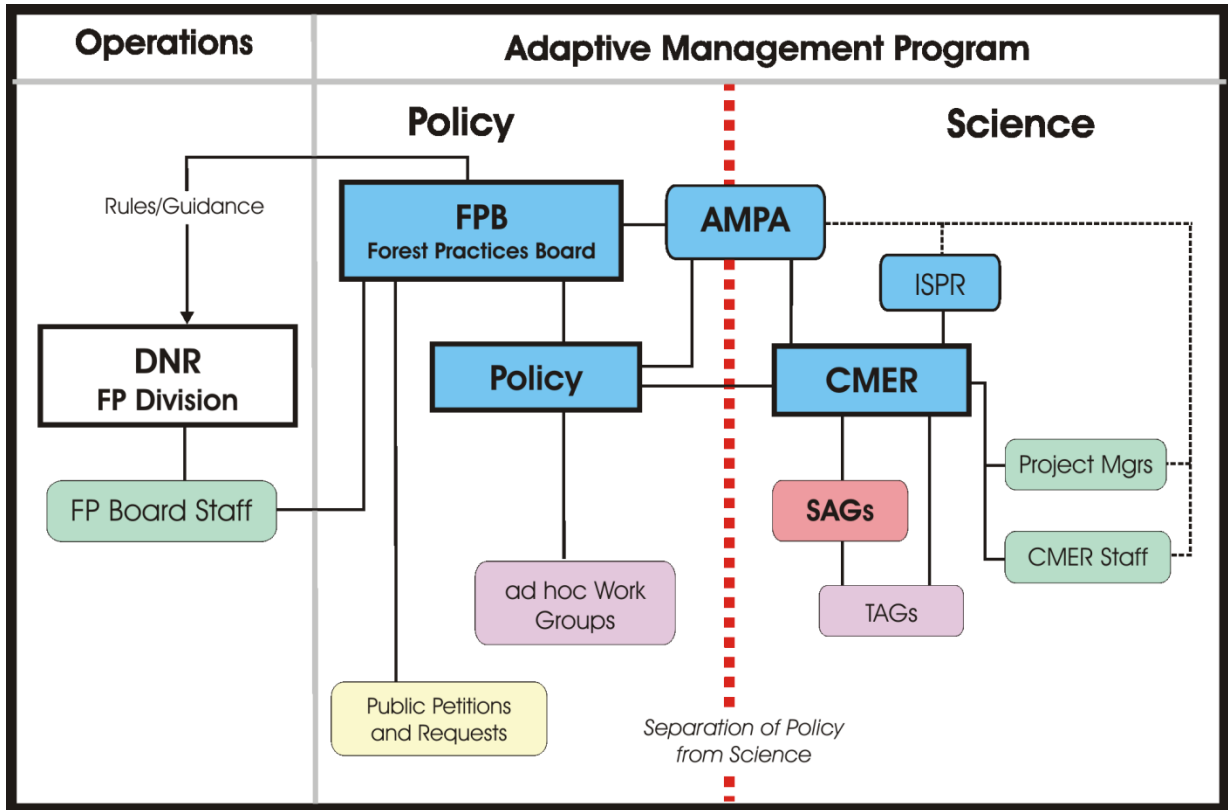 Operations
Adaptive Management Program
Policy
Science
Rules/Guidance
FPB
Forest Practices Board
AMPA
ISPR
DNR
FP Division
Policy
CMER
FP Board Staff
SAGs
Project Mgrs
CMER Staff
ad hoc Work
Groups
TAGs
Public Petitions
and Requests
Separation of Policy
from Science